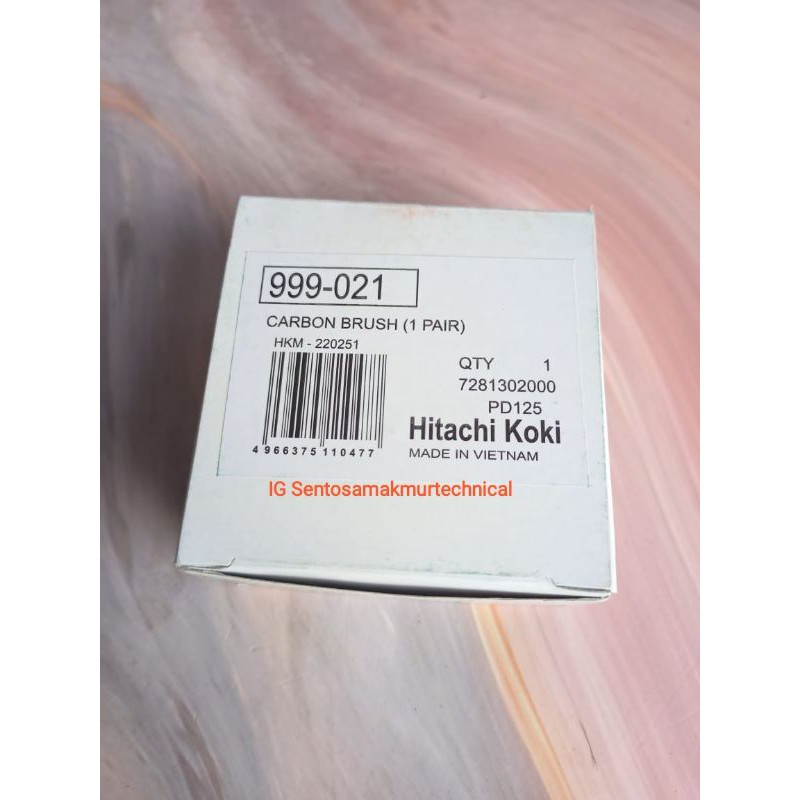 999-021
CARBON BRUSH (1 PAIR)
HKM - 220251
QTY 1
7281302000
PD125
Hitachi Koki
4 966375 110477
MADE IN VIETNAM
IG Sentosamakmurtechnical